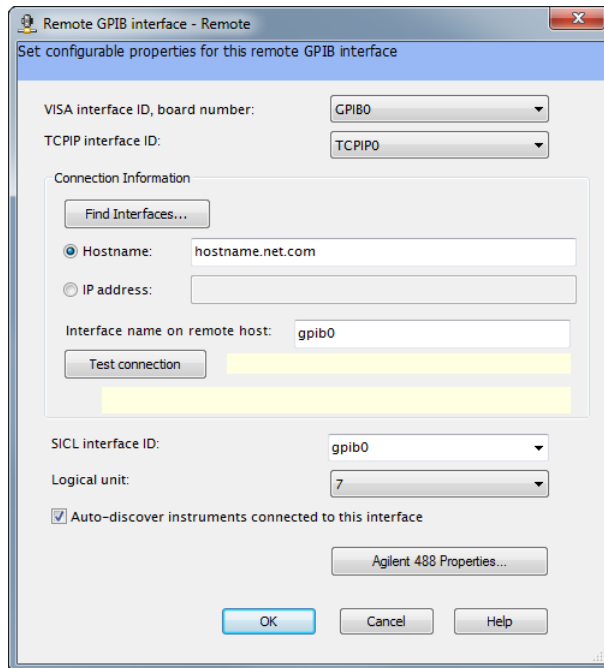 Remote GPIB interface - Remote
Set configurable properties for this remote GPIB interface
VISA interface ID, board number: GPIB0
TCPIP interface ID: TCPIP0
Connection Information
Find Interfaces...
Hostname: hostname.net.com
IP address:
Interface name on remote host: gpib0
Test connection
SICL interface ID: gpib0
Logical unit: 7
Auto-discover instruments connected to this interface
Agilent 488 Properties...
OK Cancel Help